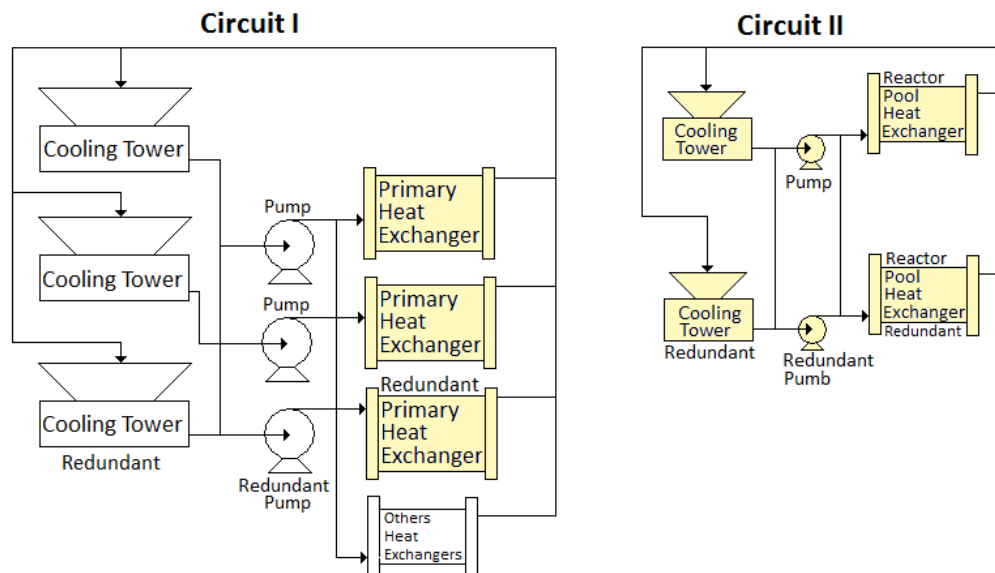 Circuit I
Cooling Tower
Cooling Tower
Cooling Tower
Redundant
Pump
Pump
Redundant
Pump
Primary
Heat
Exchanger
Primary
Heat
Exchanger
Redundant
Primary
Heat
Exchanger
Others
Heat
Exchangers
Circuit II
Cooling
Tower
Pump
Reactor
Pool
Heat
Exchanger
Cooling
Tower
Redundant
Redundant
Pumb
Reactor
Pool
Heat
Exchanger
Redundant